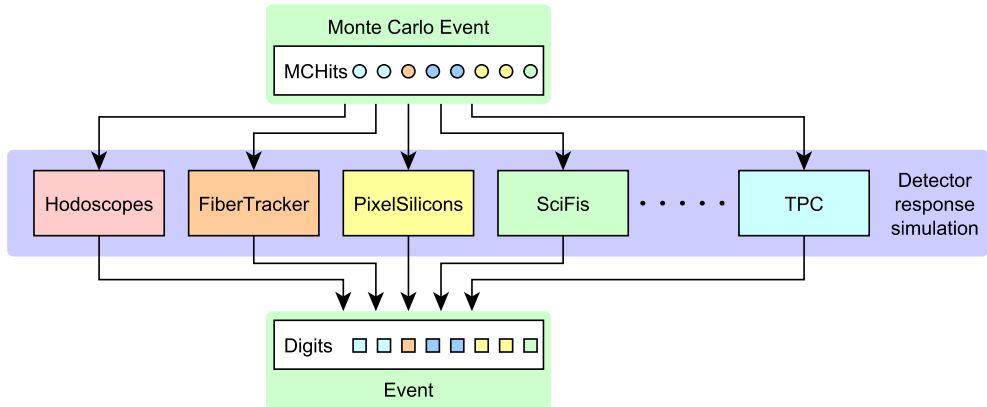 Monte Carlo Event
MCHits
Hodoscopes
FiberTracker
PixelSilicons
SciFis
TPC
Detector
response
simulation
Digits
Event